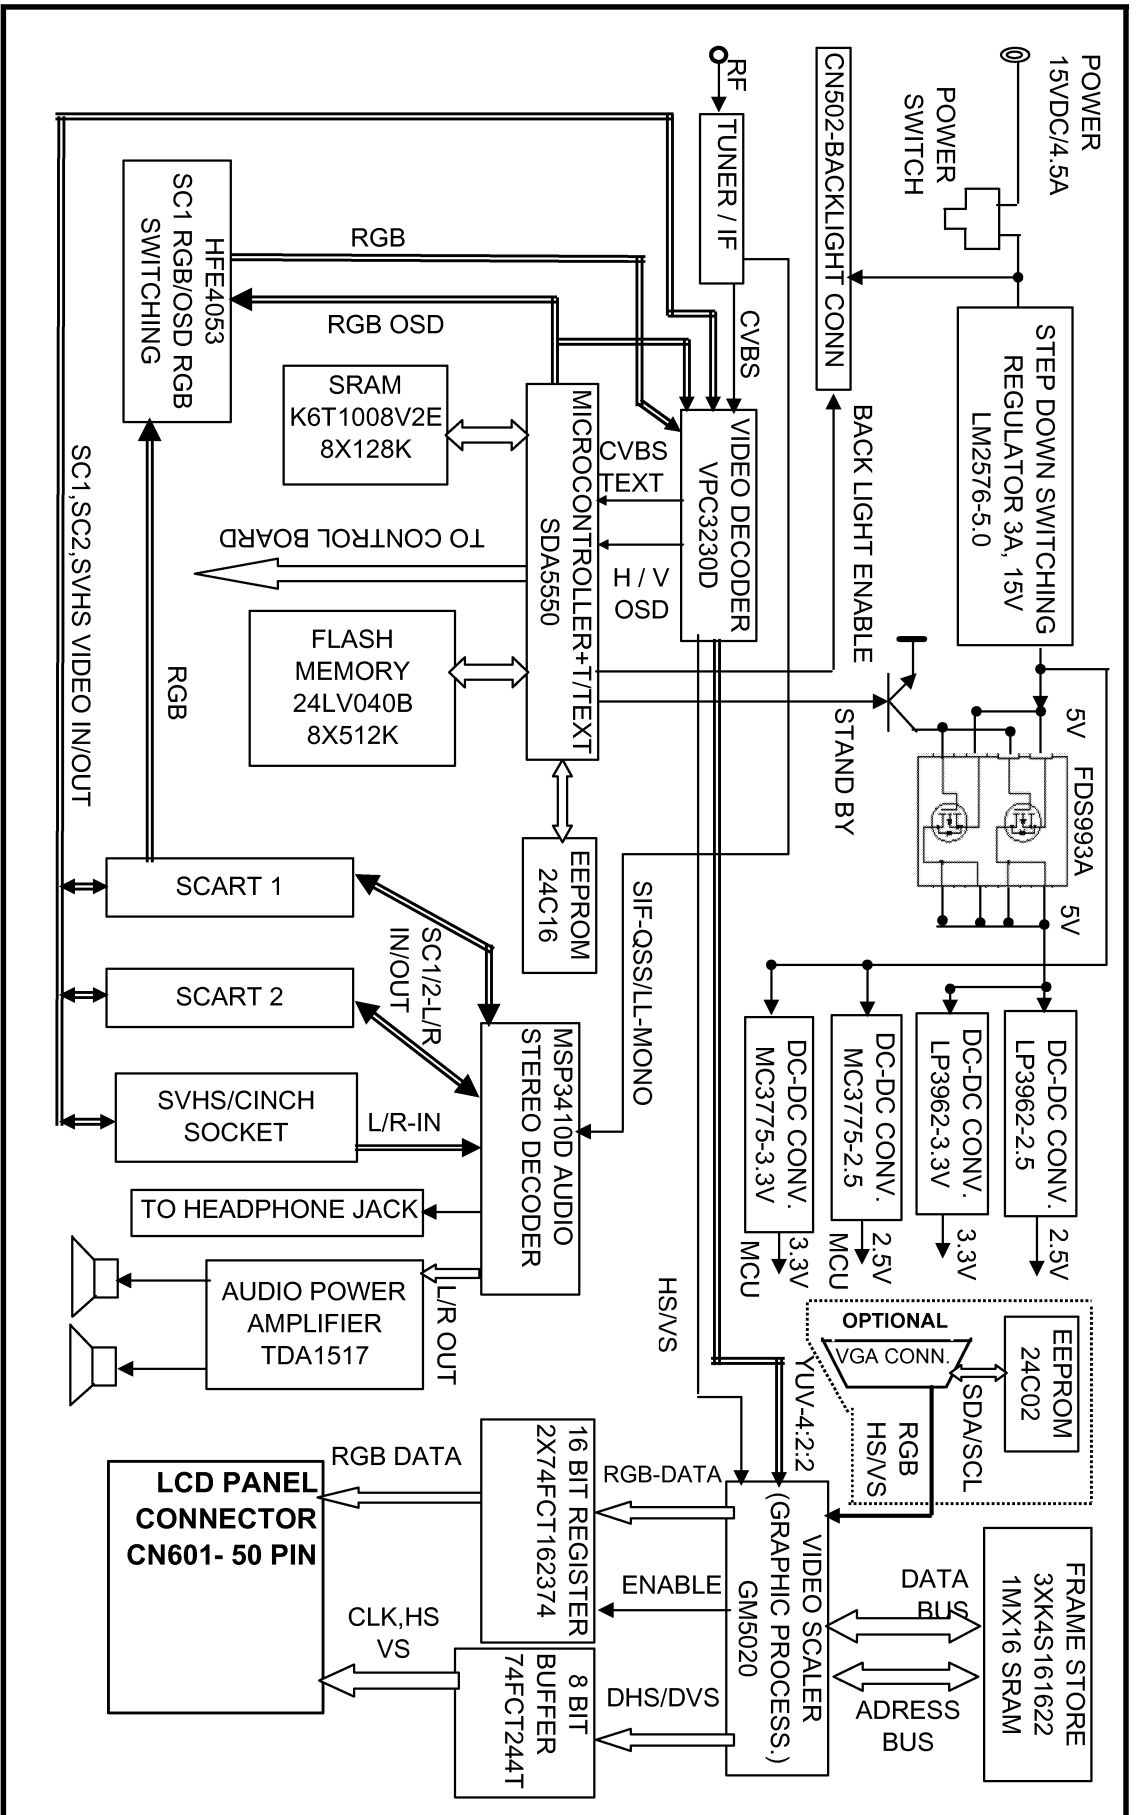 POWER
15VDC/4.5A
POWER
SWITCH
CN502-BACKLIGHT CONN
RF
TUNER / IF
STEP DOWN SWITCHING
REGULATOR 3A, 15V
LM2576-5.0
CVBS
BACK LIGHT ENABLE
VIDEO DECODER
VPC3230D
HFE4053
SC1 RGB/OSD RGB
SWITCHING
RGB
RGB OSD
SRAM
K6T1008V2E
8X128K
MICROCONTROLLER+T/TEXT
SDA5550
CVBS
TEXT
H / V
OSD
TO CONTROL BOARD
FLASH
MEMORY
24LV040B
8X512K
SC1,SC2,SVHS VIDEO IN/OUT
RGB
STAND BY
5V
FDS993A
5V
EEPROM
24C16
SIF-QSS/LL-MONO
SCART 1
SC1/2-L/R
IN/OUT
SCART 2
MSP3410D AUDIO
STEREO DECODER
SVHS/CINCH
SOCKET
L/R-IN
TO HEADPHONE JACK
AUDIO POWER
AMPLIFIER
TDA1517
L/R OUT
DC-DC CONV.
LP3962-2.5
2.5V
DC-DC CONV.
LP3962-3.3V
3.3V
DC-DC CONV.
MC3775-2.5
2.5V
MCU
DC-DC CONV.
MC3775-3.3V
3.3V
MCU
HS/VS
YUV-4:2:2
OPTIONAL
VGA CONN.
EEPROM
24C02
SDA/SCL
RGB
HS/VS
VIDEO SCALER
(GRAPHIC PROCESS.)
GM5020
FRAME STORE
3XK4S161622
1MX16 SRAM
DATA
BUS
ADRESS
BUS
RGB-DATA
ENABLE
DHS/DVS
16 BIT REGISTER
2X74FCT162374
8 BIT
BUFFER
74FCT244T
RGB DATA
CLK,HS
VS
LCD PANEL
CONNECTOR
CN601- 50 PIN